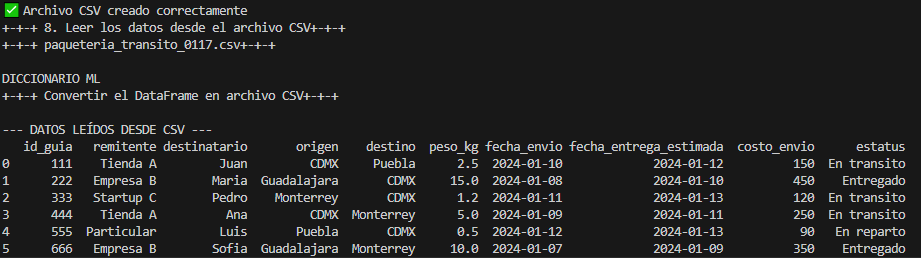 ✅ Archivo CSV creado correctamente
+-+-+ 8. Leer los datos desde el archivo CSV+-+-+
+-+-+ paqueteria_transito_0117.csv+-+-+
DICCIONARIO ML
+-+-+ Convertir el DataFrame en archivo CSV+-+-+
--- DATOS LEÍDOS DESDE CSV ---
id_guia remitente destinatario origen destino peso_kg fecha_envio fecha_entrega_estimada costo_envio estatus
0 111 Tienda A Juan CDMX Puebla 2.5 2024-01-10 2024-01-12 150 En transito
1 222 Empresa B Maria Guadalajara CDMX 15.0 2024-01-08 2024-01-10 450 Entregado
2 333 Startup C Pedro Monterrey CDMX 1.2 2024-01-11 2024-01-13 120 En transito
3 444 Tienda A Ana CDMX Monterrey 5.0 2024-01-09 2024-01-11 250 En transito
4 555 Particular Luis Puebla CDMX 0.5 2024-01-12 2024-01-13 90 En reparto
5 666 Empresa B Sofia Guadalajara Monterrey 10.0 2024-01-07 2024-01-09 350 Entregado